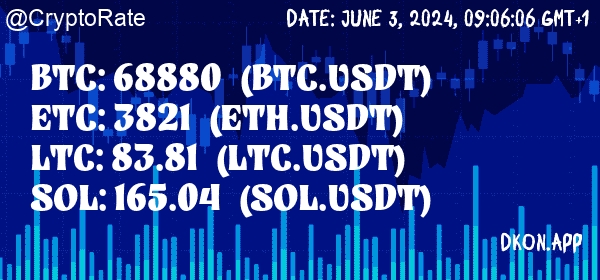 @CryptoRate
DATE: JUNE 3, 2024, 09:06:06 GMT+1
BTC: 68880 (BTC.USDT)
ETC: 3821 (ETH.USDT)
LTC: 83.81 (LTC.USDT)
SOL: 165.04 (SOL.USDT)
DKON.APP